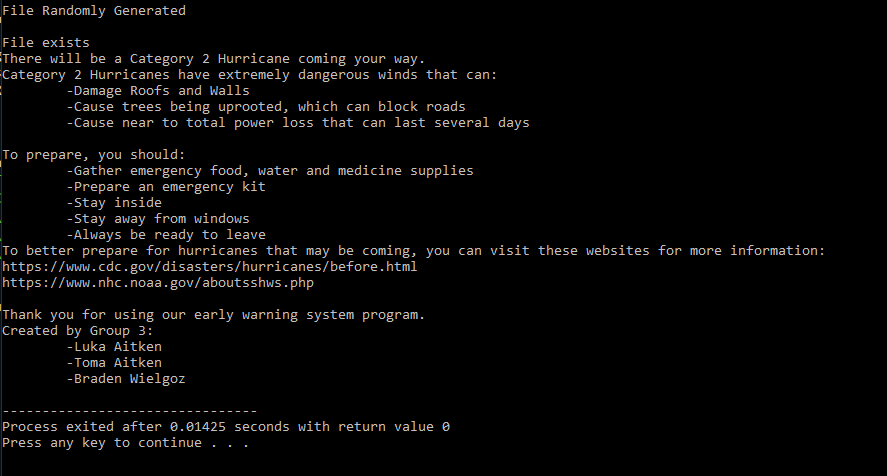 File Randomly Generated
File exists
There will be a Category 2 Hurricane coming your way.
Category 2 Hurricanes have extremely dangerous winds that can:
-Damage Roofs and Walls
-Cause trees being uprooted, which can block roads
-Cause near to total power loss that can last several days
To prepare, you should:
-Gather emergency food, water and medicine supplies
-Prepare an emergency kit
-Stay inside
-Stay away from windows
-Always be ready to leave
To better prepare for hurricanes that may be coming, you can visit these websites for more information:
https://www.cdc.gov/disasters/hurricanes/before.html
https://www.nhc.noaa.gov/aboutsshws.php
Thank you for using our early warning system program.
Created by Group 3:
-Luka Aitken
-Toma Aitken
-Braden Wielgoz
--------------------------------
Process exited after 0.01425 seconds with return value 0
Press any key to continue . . .